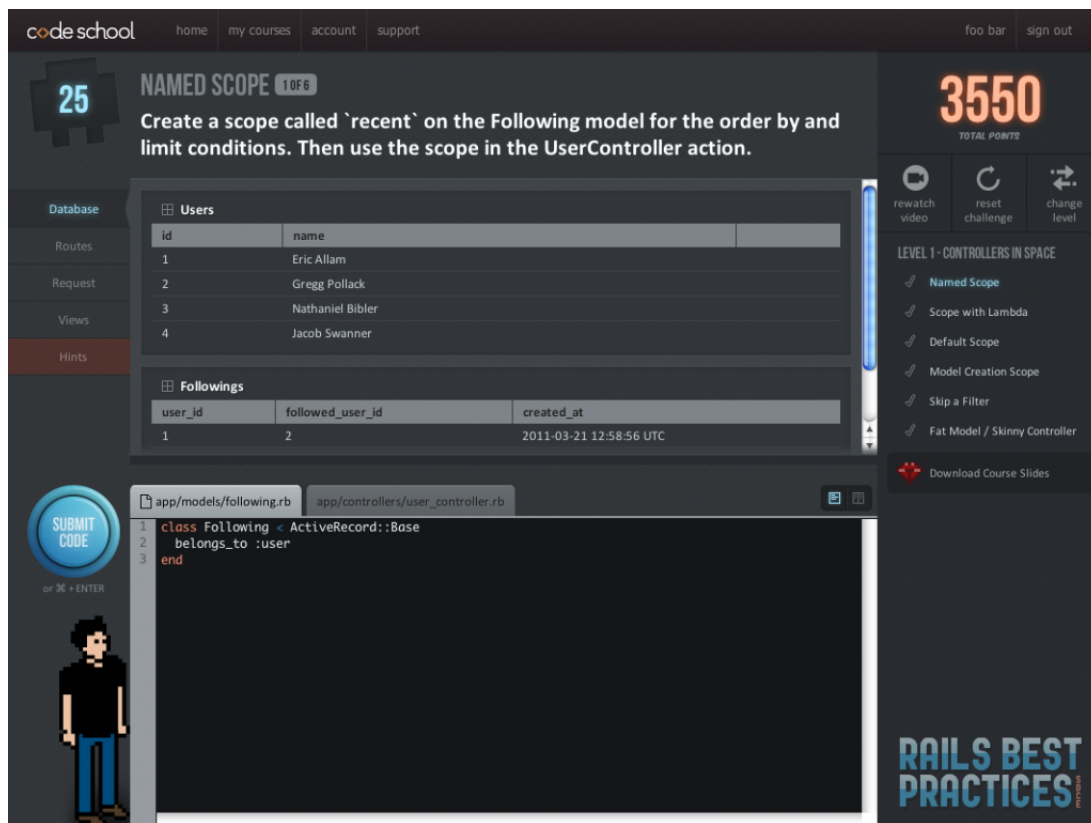 code school
home
my courses
account
support
foo bar
sign out
25
NAMED SCOPE 1 OF 6
Create a scope called `recent` on the Following model for the order by and
limit conditions. Then use the scope in the UserController action.
3550
TOTAL POINTS
rewatch
video
reset
challenge
change
level
Database
Routes
Request
Views
Hints
Users
id name
1 Eric Allam
2 Gregg Pollack
3 Nathaniel Bibler
4 Jacob Swanner
Followings
user_id followed_user_id created_at
1 2 2011-03-21 12:58:56 UTC
LEVEL 1 - CONTROLLERS IN SPACE
Named Scope
Scope with Lambda
Default Scope
Model Creation Scope
Skip a Filter
Fat Model / Skinny Controller
Download Course Slides
SUBMIT
CODE
or ⌘ + ENTER
app/models/following.rb
app/controllers/user_controller.rb
1 class Following < ActiveRecord::Base
2 belongs_to :user
3 end
RAILS BEST
PRACTICES